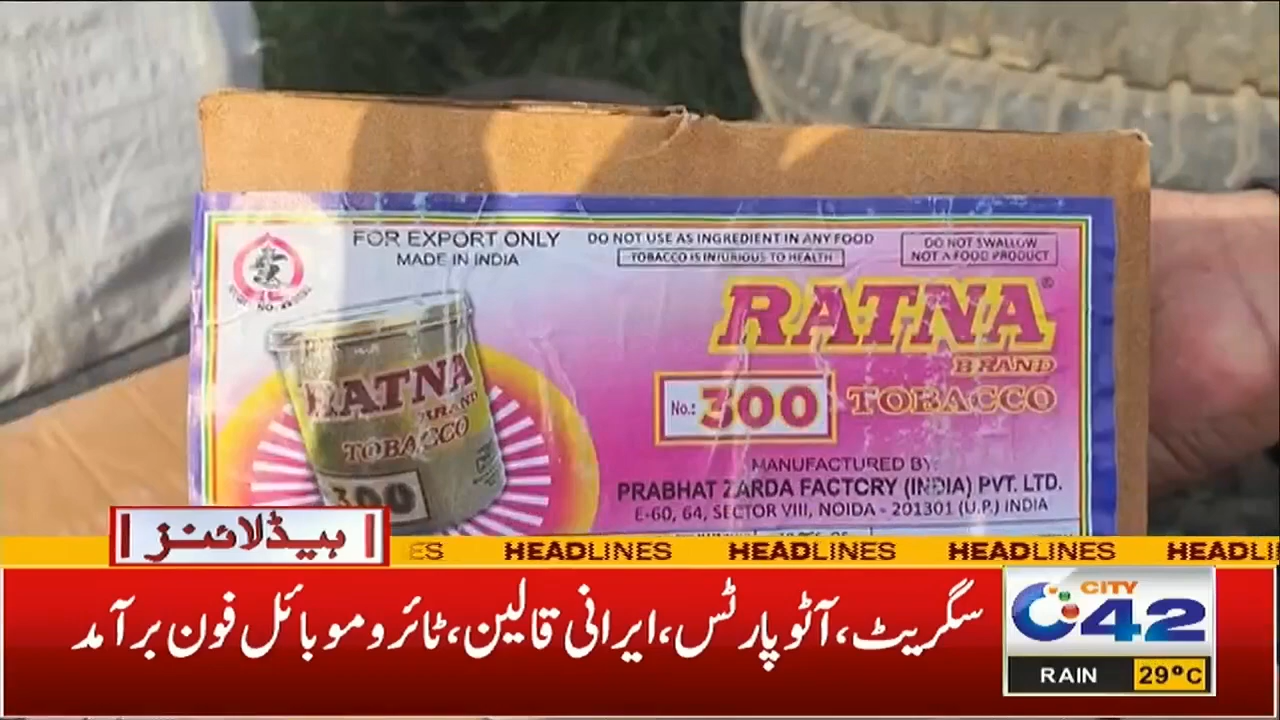 FOR EXPORT ONLY
MADE IN INDIA
DO NOT USE AS INGREDIENT IN ANY FOOD
TOBACCO IS INJURIOUS TO HEALTH
DO NOT SWALLOW
NOT A FOOD PRODUCT
RATNA®
BRAND
No.: 300 TOBACCO
RATNA
BRAND
TOBACCO
300
MANUFACTURED BY:
PRABHAT ZARDA FACTORY (INDIA) PVT. LTD.
E-60, 64, SECTOR VIII, NOIDA - 201301 (U.P.) INDIA
ہیڈلائنز
ES HEADLINES HEADLINES HEADLINES HEADLI
سگریٹ، آٹو پارٹس، ایرانی قالین، ٹائر و موبائل فون برآمد
CITY
42
RAIN 29°C